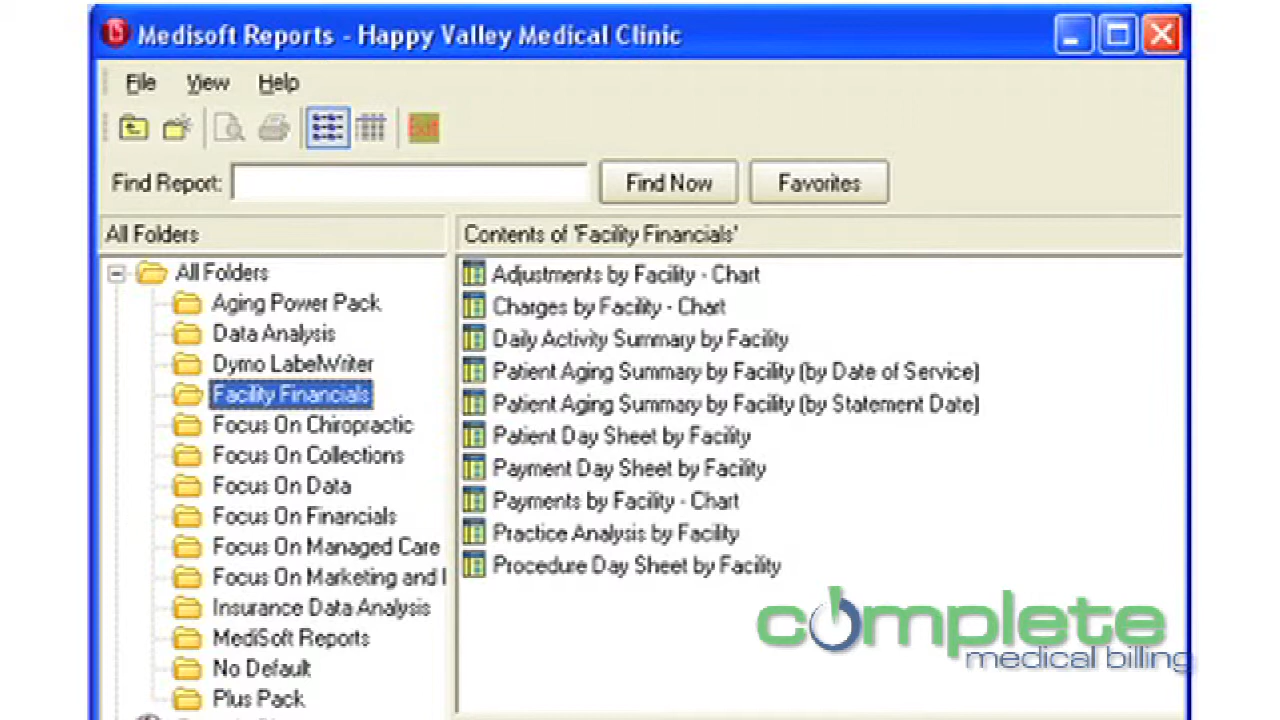 Medisoft Reports - Happy Valley Medical Clinic
File View Help
Exit
Find Report: Find Now Favorites
All Folders
Contents of 'Facility Financials'
All Folders
Aging Power Pack
Data Analysis
Dymo LabelWriter
Facility Financials
Focus On Chiropractic
Focus On Collections
Focus On Data
Focus On Financials
Focus On Managed Care
Focus On Marketing and
Insurance Data Analysis
MediSoft Reports
No Default
Plus Pack
Adjustments by Facility - Chart
Charges by Facility - Chart
Daily Activity Summary by Facility
Patient Aging Summary by Facility (by Date of Service)
Patient Aging Summary by Facility (by Statement Date)
Patient Day Sheet by Facility
Payment Day Sheet by Facility
Payments by Facility - Chart
Practice Analysis by Facility
Procedure Day Sheet by Facility
complete
medical billing